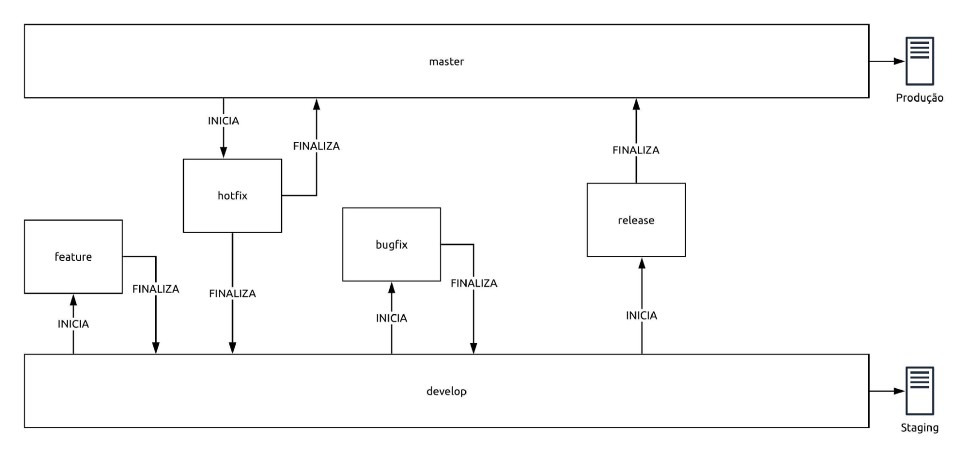 master
Produção
INICIA
FINALIZA
FINALIZA
hotfix
release
bugfix
feature
FINALIZA
FINALIZA
FINALIZA
INICIA
INICIA
INICIA
develop
Staging